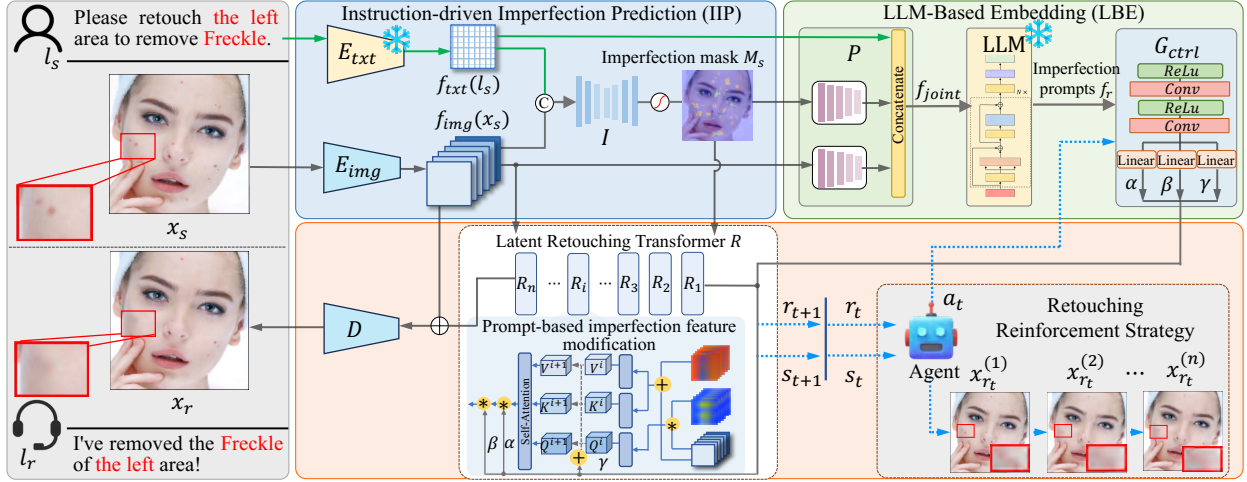 Please retouch the left
area to remove Freckle.
l_s
x_s
x_r
l_r
I've removed the Freckle
of the left area!
Instruction-driven Imperfection Prediction (IIP)
E_txt
f_txt(l_s)
f_img(x_s)
E_img
C
I
Imperfection mask M_s
LLM-Based Embedding (LBE)
P
Concatenate
f_joint
LLM
N×
Imperfection
prompts f_r
G_ctrl
ReLu
Conv
ReLu
Conv
Linear Linear Linear
α β γ
Latent Retouching Transformer R
R_n ... R_i ... R_3 R_2 R_1
D
Prompt-based imperfection feature
modification
Self-Attention
V^{i+1} V^i
K^{i+1} K^i
Q^{i+1} Q^i
+
*
* *
+
β α γ
r_{t+1} r_t
s_{t+1} s_t
a_t
Agent
Retouching
Reinforcement Strategy
x_{r_t}^{(1)} x_{r_t}^{(2)} ... x_{r_t}^{(n)}